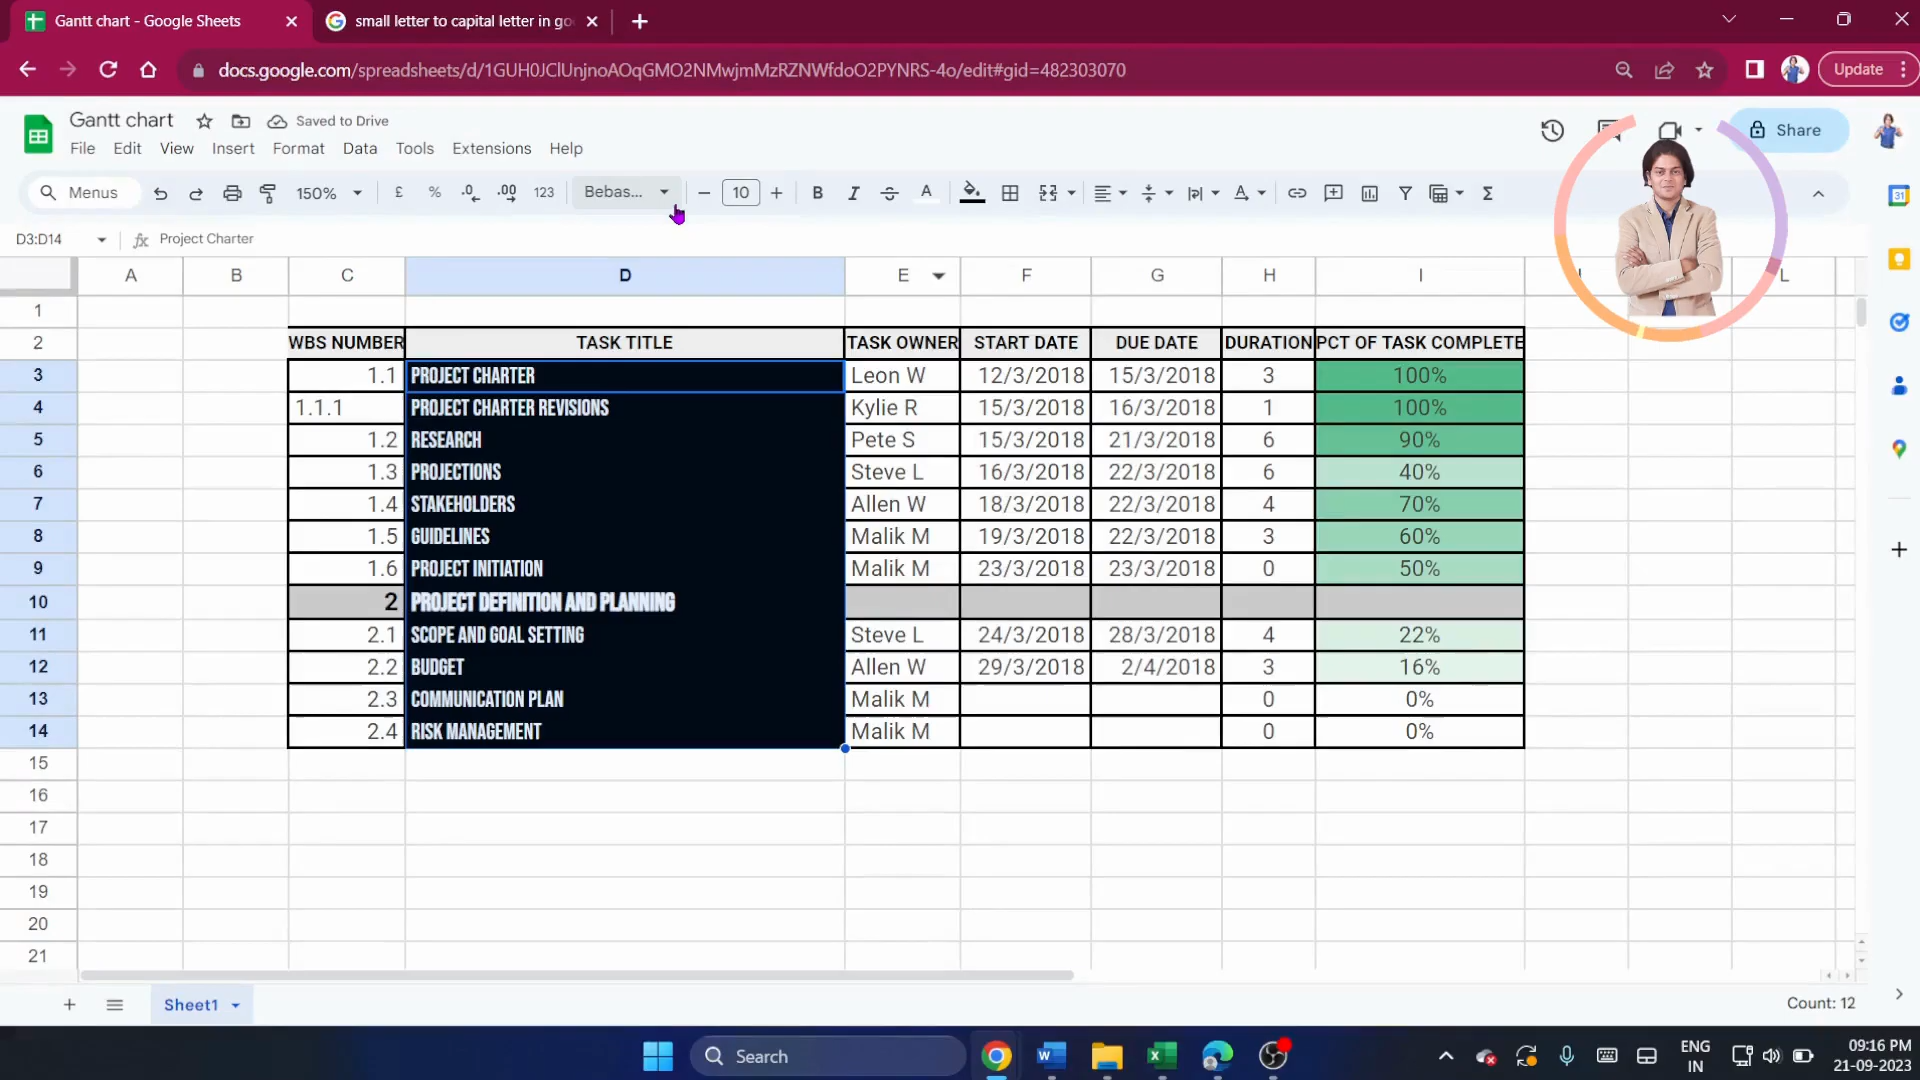 Gantt chart - Google Sheets
small letter to capital letter in go
docs.google.com/spreadsheets/d/1GUH0JClUnjnoAOqGMO2NMwjmMzRZNWfdoO2PYNRS-4o/edit#gid=482303070
Update
Gantt chart
Saved to Drive
File Edit View Insert Format Data Tools Extensions Help
Share
Menus 150% £ % .0 .00 123 Bebas... 10 B I A Σ
31
D3:D14 fx Project Charter
A B C D E F G H I L
1
2 WBS NUMBER TASK TITLE TASK OWNER START DATE DUE DATE DURATION PCT OF TASK COMPLETE
3 1.1 PROJECT CHARTER Leon W 12/3/2018 15/3/2018 3 100%
4 1.1.1 PROJECT CHARTER REVISIONS Kylie R 15/3/2018 16/3/2018 1 100%
5 1.2 RESEARCH Pete S 15/3/2018 21/3/2018 6 90%
6 1.3 PROJECTIONS Steve L 16/3/2018 22/3/2018 6 40%
7 1.4 STAKEHOLDERS Allen W 18/3/2018 22/3/2018 4 70%
8 1.5 GUIDELINES Malik M 19/3/2018 22/3/2018 3 60%
9 1.6 PROJECT INITIATION Malik M 23/3/2018 23/3/2018 0 50%
10 2 PROJECT DEFINITION AND PLANNING
11 2.1 SCOPE AND GOAL SETTING Steve L 24/3/2018 28/3/2018 4 22%
12 2.2 BUDGET Allen W 29/3/2018 2/4/2018 3 16%
13 2.3 COMMUNICATION PLAN Malik M 0 0%
14 2.4 RISK MANAGEMENT Malik M 0 0%
15
16
17
18
19
20
21
Sheet1
Count: 12
Search
ENG
IN
09:16 PM
21-09-2023